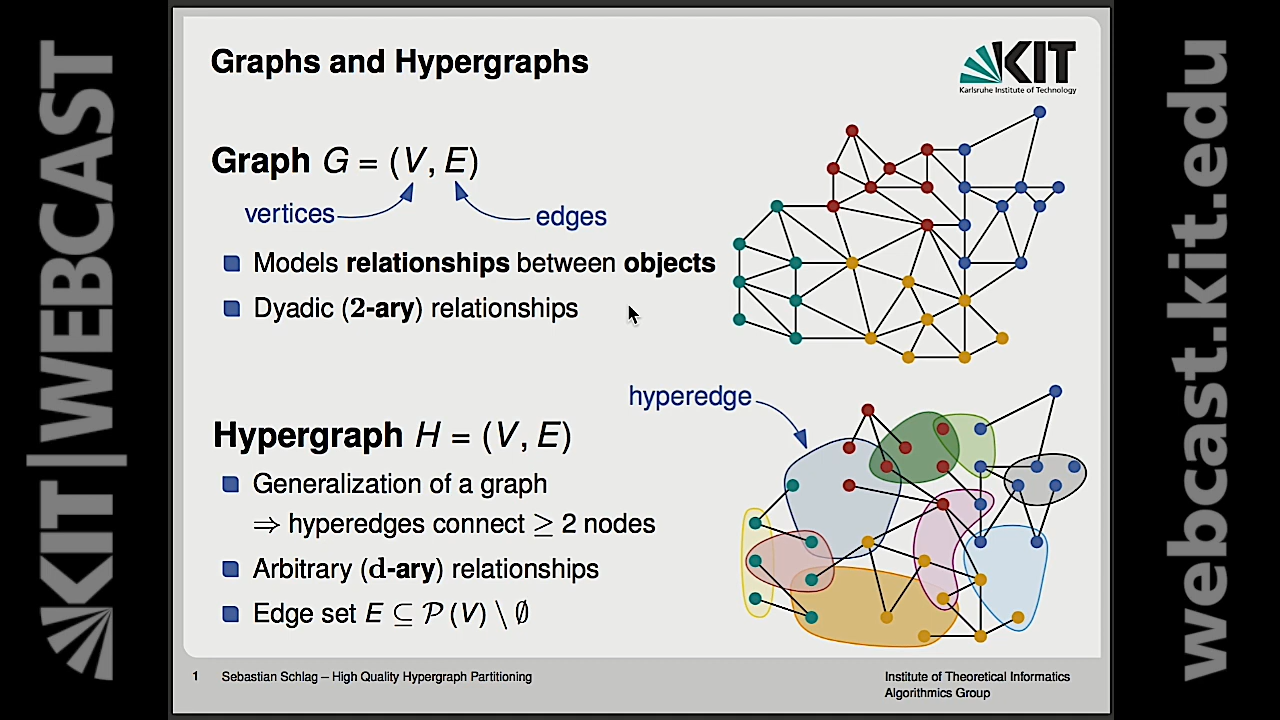 KIT|WEBCAST
Graphs and Hypergraphs
KIT
Karlsruhe Institute of Technology
Graph G = (V, E)
vertices
edges
Models relationships between objects
Dyadic (2-ary) relationships
hyperedge
Hypergraph H = (V, E)
Generalization of a graph
⇒ hyperedges connect ≥ 2 nodes
Arbitrary (d-ary) relationships
Edge set E ⊆ 𝒫 (V) \ ∅
1 Sebastian Schlag – High Quality Hypergraph Partitioning
Institute of Theoretical Informatics
Algorithmics Group
webcast.kit.edu